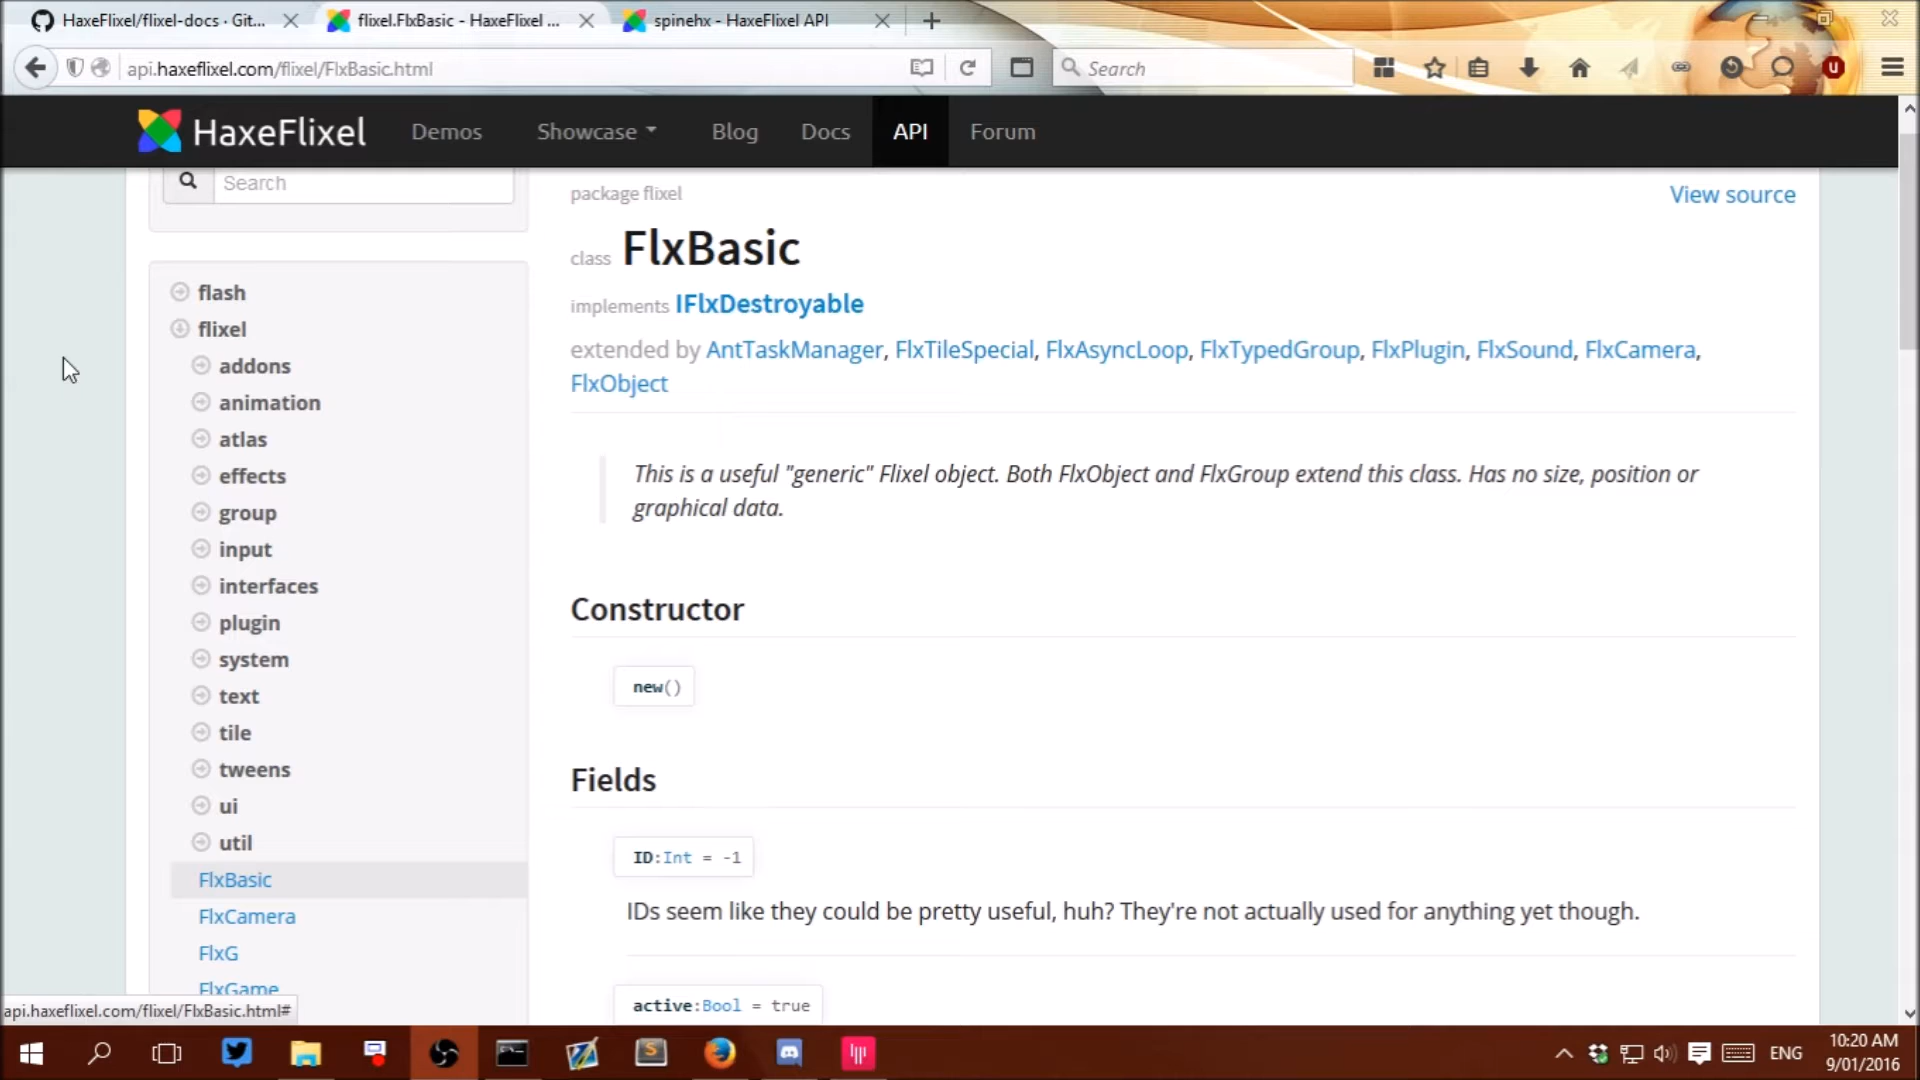 HaxeFlixel/flixel-docs · Git...
flixel.FlxBasic - HaxeFlixel ...
spinehx - HaxeFlixel API
api.haxeflixel.com/flixel/FlxBasic.html
Search
HaxeFlixel
Demos
Showcase
Blog
Docs
API
Forum
Search
flash
flixel
addons
animation
atlas
effects
group
input
interfaces
plugin
system
text
tile
tweens
ui
util
FlxBasic
FlxCamera
FlxG
FlxGame
package flixel
View source
class FlxBasic
implements IFlxDestroyable
extended by AntTaskManager, FlxTileSpecial, FlxAsyncLoop, FlxTypedGroup, FlxPlugin, FlxSound, FlxCamera,
FlxObject
This is a useful "generic" Flixel object. Both FlxObject and FlxGroup extend this class. Has no size, position or
graphical data.
Constructor
new()
Fields
ID:Int = -1
IDs seem like they could be pretty useful, huh? They're not actually used for anything yet though.
active:Bool = true
api.haxeflixel.com/flixel/FlxBasic.html#
ENG
10:20 AM
9/01/2016